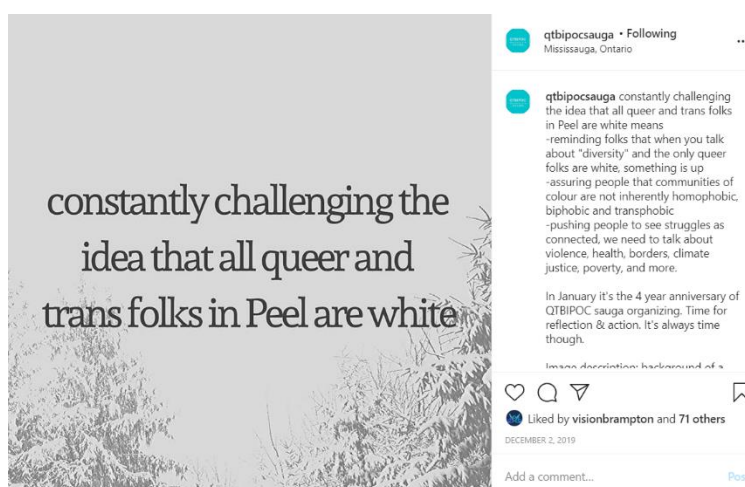 constantly challenging the
idea that all queer and
trans folks in Peel are white
qtbipocsauga • Following
Mississauga, Ontario
qtbipocsauga constantly challenging
the idea that all queer and trans folks
in Peel are white means
-reminding folks that when you talk
about "diversity" and the only queer
folks are white, something is up
-assuring people that communities of
colour are not inherently homophobic,
biphobic and transphobic
-pushing people to see struggles as
connected, we need to talk about
violence, health, borders, climate
justice, poverty, and more.
In January it's the 4 year anniversary of
QTBIPOC sauga organizing. Time for
reflection & action. It's always time
though.
Image description: background of a
Liked by visionbrampton and 71 others
DECEMBER 2, 2019
Add a comment...
Pos